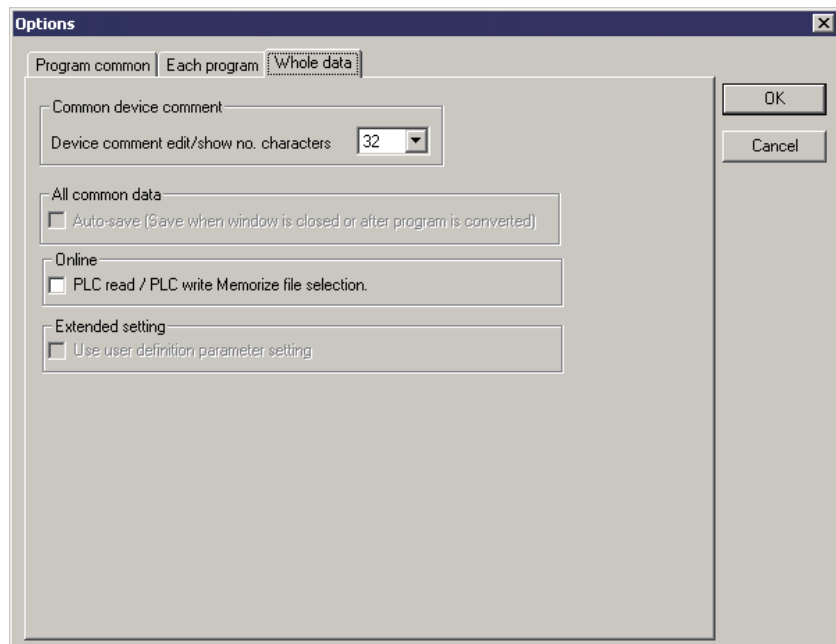 Options
Program common
Each program
Whole data
Common device comment
Device comment edit/show no. characters
32
All common data
Auto-save (Save when window is closed or after program is converted)
Online
PLC read / PLC write Memorize file selection.
Extended setting
Use user definition parameter setting
OK
Cancel